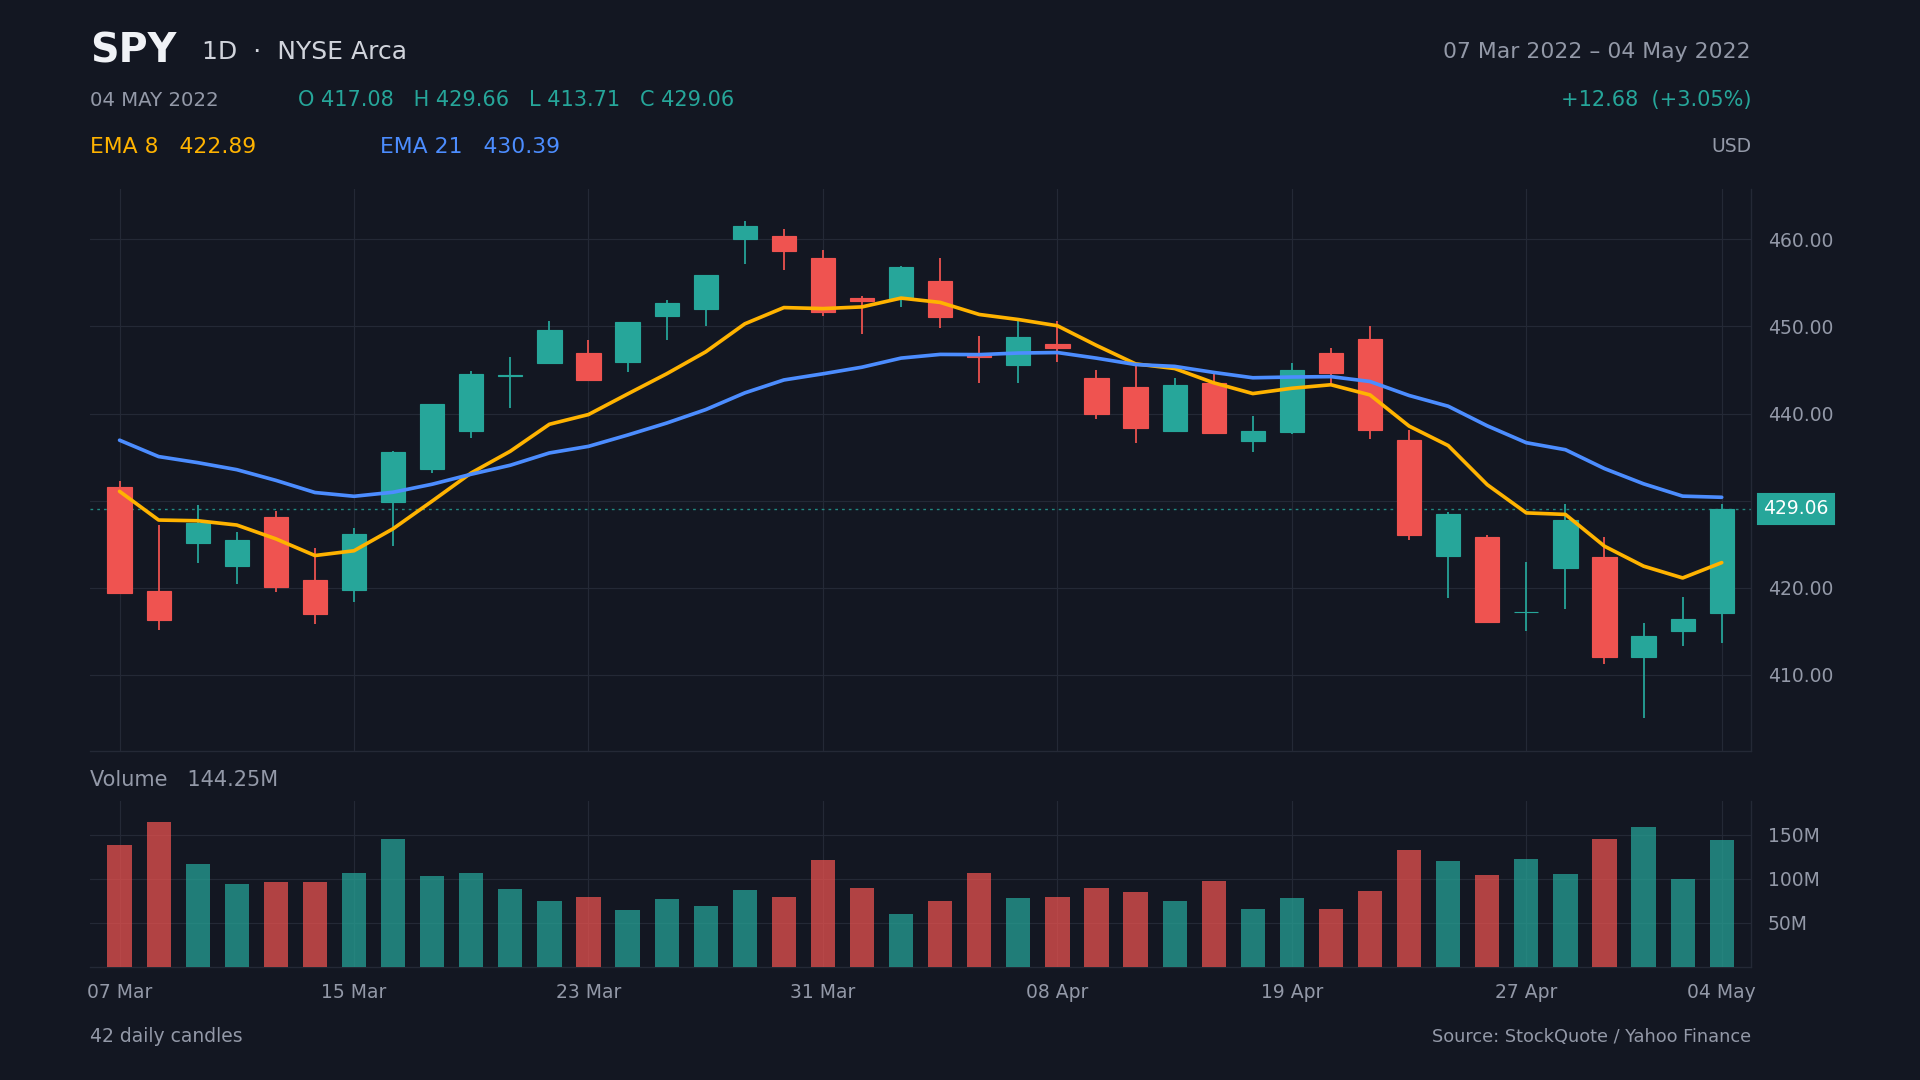 SPY 1D · NYSE Arca
07 Mar 2022 – 04 May 2022
04 MAY 2022 O 417.08 H 429.66 L 413.71 C 429.06
+12.68 (+3.05%)
EMA 8 422.89 EMA 21 430.39
USD
460.00
450.00
440.00
429.06
420.00
410.00
Volume 144.25M
150M
100M
50M
07 Mar 15 Mar 23 Mar 31 Mar 08 Apr 19 Apr 27 Apr 04 May
42 daily candles
Source: StockQuote / Yahoo Finance